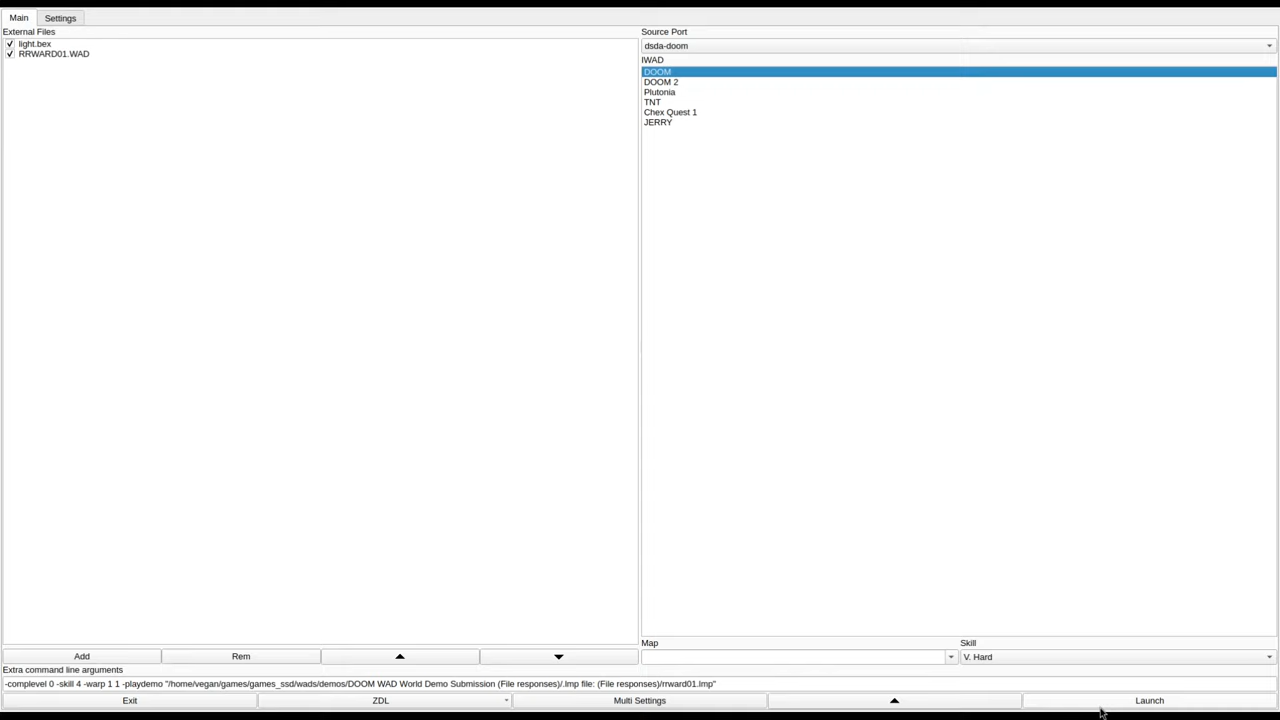 Main Settings
External Files
light.bex
RRWARD01.WAD
Source Port
dsda-doom
IWAD
DOOM
DOOM 2
Plutonia
TNT
Chex Quest 1
JERRY
Map Skill
V. Hard
Add Rem
Extra command line arguments
-complevel 0 -skill 4 -warp 1 1 -playdemo "/home/vegan/games/games_ssd/wads/demos/DOOM WAD World Demo Submission (File responses)/.lmp file: (File responses)/rrward01.lmp"
Exit ZDL Multi Settings Launch